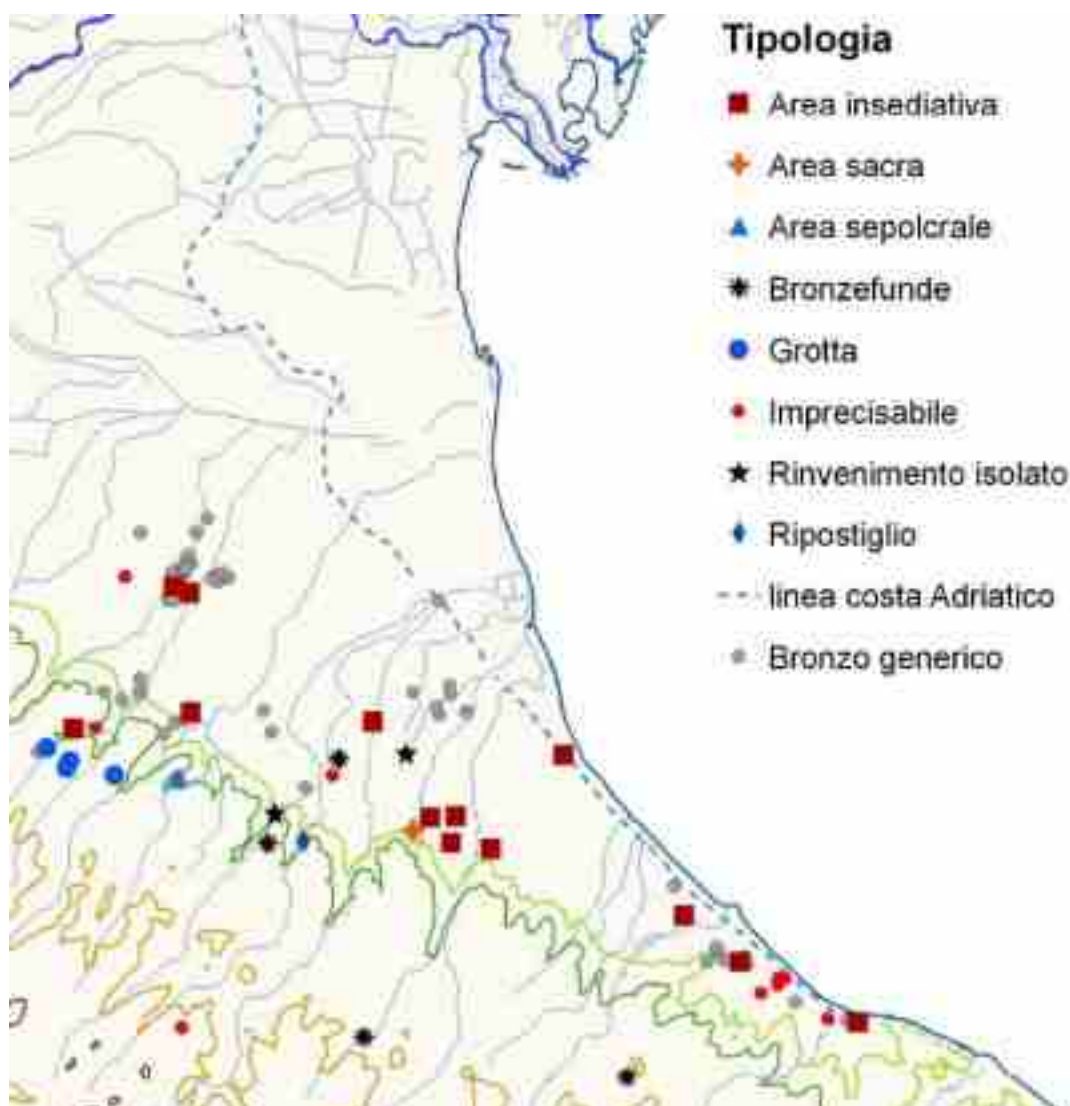 Tipologia
Area insediativa
Area sacra
Area sepolcrale
Bronzefunde
Grotta
Imprecisabile
Rinvenimento isolato
Ripostiglio
linea costa Adriatico
Bronzo generico